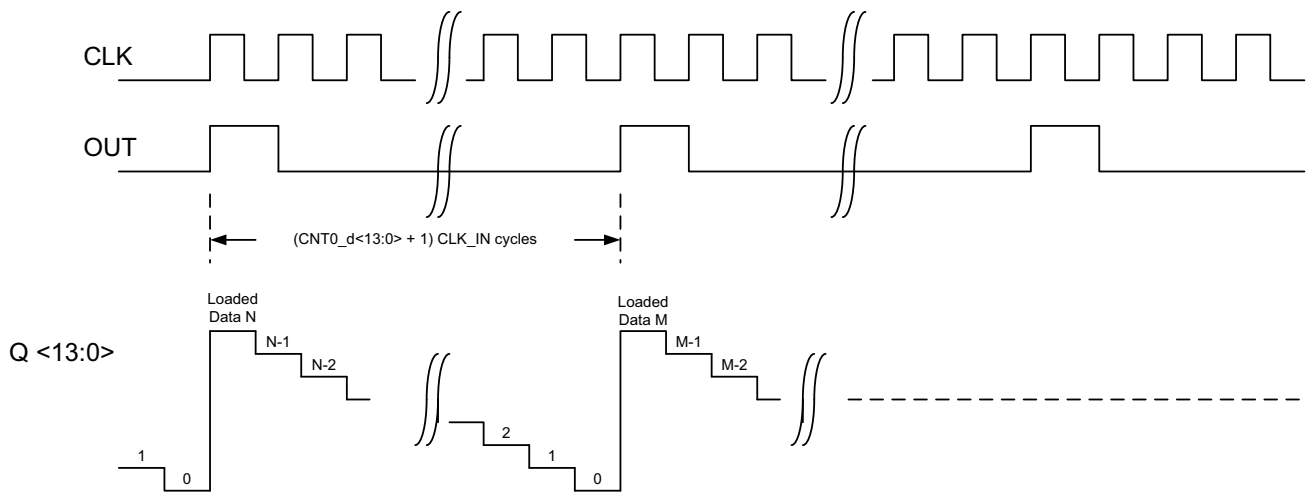 CLK
OUT
(CNT0_d<13:0> + 1) CLK_IN cycles
Loaded
Data N
Loaded
Data M
Q <13:0>
N-1
M-1
N-2
M-2
2
1
1
0
0